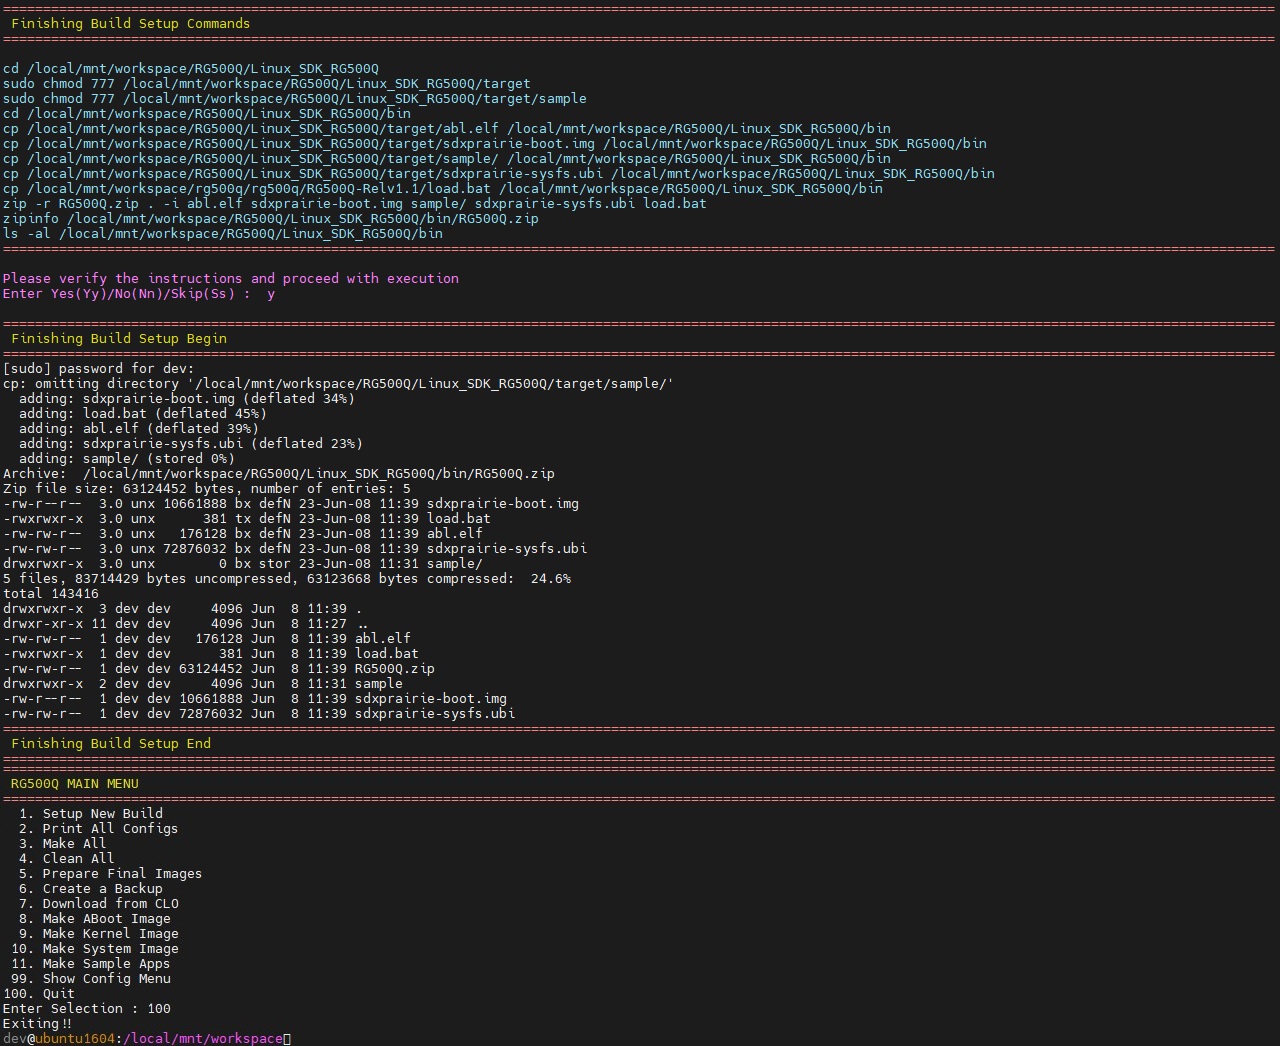 ================================================================================
Finishing Build Setup Commands
================================================================================
cd /local/mnt/workspace/RG500Q/Linux_SDK_RG500Q
sudo chmod 777 /local/mnt/workspace/RG500Q/Linux_SDK_RG500Q/target
sudo chmod 777 /local/mnt/workspace/RG500Q/Linux_SDK_RG500Q/target/sample
cd /local/mnt/workspace/RG500Q/Linux_SDK_RG500Q/bin
cp /local/mnt/workspace/RG500Q/Linux_SDK_RG500Q/target/abl.elf /local/mnt/workspace/RG500Q/Linux_SDK_RG500Q/bin
cp /local/mnt/workspace/RG500Q/Linux_SDK_RG500Q/target/sdxprairie-boot.img /local/mnt/workspace/RG500Q/Linux_SDK_RG500Q/bin
cp /local/mnt/workspace/RG500Q/Linux_SDK_RG500Q/target/sample/ /local/mnt/workspace/RG500Q/Linux_SDK_RG500Q/bin
cp /local/mnt/workspace/RG500Q/Linux_SDK_RG500Q/target/sdxprairie-sysfs.ubi /local/mnt/workspace/RG500Q/Linux_SDK_RG500Q/bin
cp /local/mnt/workspace/rg500q/rg500q/RG500Q-Relv1.1/load.bat /local/mnt/workspace/RG500Q/Linux_SDK_RG500Q/bin
zip -r RG500Q.zip . -i abl.elf sdxprairie-boot.img sample/ sdxprairie-sysfs.ubi load.bat
zipinfo /local/mnt/workspace/RG500Q/Linux_SDK_RG500Q/bin/RG500Q.zip
ls -al /local/mnt/workspace/RG500Q/Linux_SDK_RG500Q/bin
================================================================================
Please verify the instructions and proceed with execution
Enter Yes(Yy)/No(Nn)/Skip(Ss) :  y
================================================================================
Finishing Build Setup Begin
================================================================================
[sudo] password for dev:
cp: omitting directory '/local/mnt/workspace/RG500Q/Linux_SDK_RG500Q/target/sample/'
  adding: sdxprairie-boot.img (deflated 34%)
  adding: load.bat (deflated 45%)
  adding: abl.elf (deflated 39%)
  adding: sdxprairie-sysfs.ubi (deflated 23%)
  adding: sample/ (stored 0%)
Archive:  /local/mnt/workspace/RG500Q/Linux_SDK_RG500Q/bin/RG500Q.zip
Zip file size: 63124452 bytes, number of entries: 5
-rw-r--r--  3.0 unx 10661888 bx defN 23-Jun-08 11:39 sdxprairie-boot.img
-rwxrwxr-x  3.0 unx      381 tx defN 23-Jun-08 11:39 load.bat
-rw-rw-r--  3.0 unx   176128 bx defN 23-Jun-08 11:39 abl.elf
-rw-rw-r--  3.0 unx 72876032 bx defN 23-Jun-08 11:39 sdxprairie-sysfs.ubi
drwxrwxr-x  3.0 unx        0 bx stor 23-Jun-08 11:31 sample/
5 files, 83714429 bytes uncompressed, 63123668 bytes compressed:  24.6%
total 143416
drwxrwxr-x  3 dev dev     4096 Jun  8 11:39 .
drwxr-xr-x 11 dev dev     4096 Jun  8 11:27 ..
-rw-rw-r--  1 dev dev   176128 Jun  8 11:39 abl.elf
-rwxrwxr-x  1 dev dev      381 Jun  8 11:39 load.bat
-rw-rw-r--  1 dev dev 63124452 Jun  8 11:39 RG500Q.zip
drwxrwxr-x  2 dev dev     4096 Jun  8 11:31 sample
-rw-r--r--  1 dev dev 10661888 Jun  8 11:39 sdxprairie-boot.img
-rw-rw-r--  1 dev dev 72876032 Jun  8 11:39 sdxprairie-sysfs.ubi
================================================================================
Finishing Build Setup End
================================================================================
================================================================================
RG500Q MAIN MENU
================================================================================
  1. Setup New Build
  2. Print All Configs
  3. Make All
  4. Clean All
  5. Prepare Final Images
  6. Create a Backup
  7. Download from CLO
  8. Make ABoot Image
  9. Make Kernel Image
 10. Make System Image
 11. Make Sample Apps
 99. Show Config Menu
100. Quit
Enter Selection : 100
Exiting!!
dev@ubuntu1604:/local/mnt/workspace